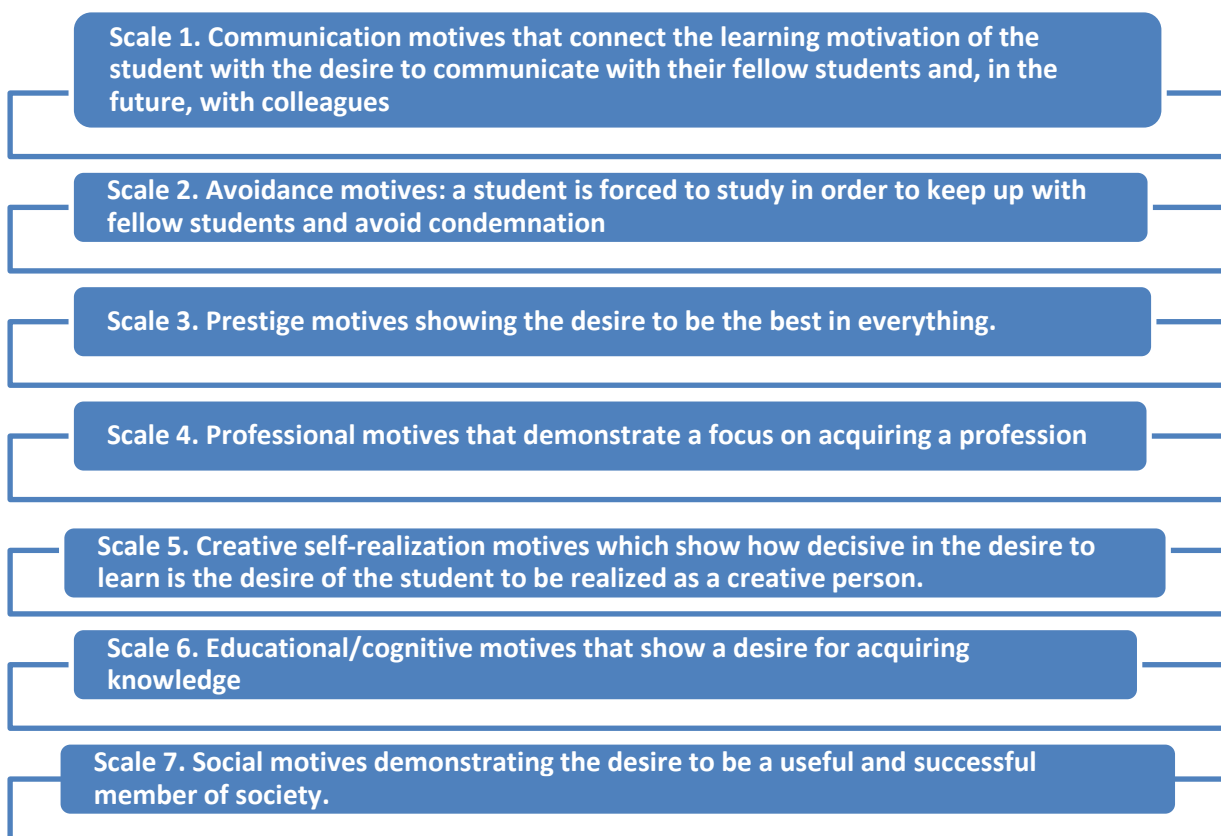 Scale 1. Communication motives that connect the learning motivation of the
student with the desire to communicate with their fellow students and, in the
future, with colleagues
Scale 2. Avoidance motives: a student is forced to study in order to keep up with
fellow students and avoid condemnation
Scale 3. Prestige motives showing the desire to be the best in everything.
Scale 4. Professional motives that demonstrate a focus on acquiring a profession
Scale 5. Creative self-realization motives which show how decisive in the desire to
learn is the desire of the student to be realized as a creative person.
Scale 6. Educational/cognitive motives that show a desire for acquiring
knowledge
Scale 7. Social motives demonstrating the desire to be a useful and successful
member of society.